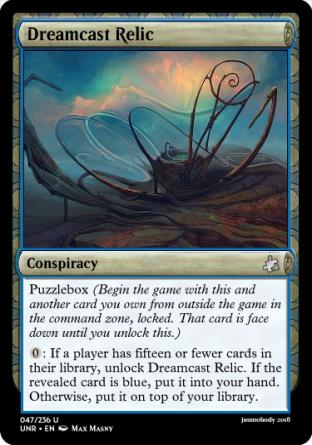 Dreamcast Relic
Conspiracy
Puzzlebox (Begin the game with this and
another card you own from outside the game in
the command zone, locked. That card is face
down until you unlock this.)
0: If a player has fifteen or fewer cards in
their library, unlock Dreamcast Relic. If the
revealed card is blue, put it into your hand.
Otherwise, put it on top of your library.
047/236 U
UNR • EN Max Masny
justnobody 2018